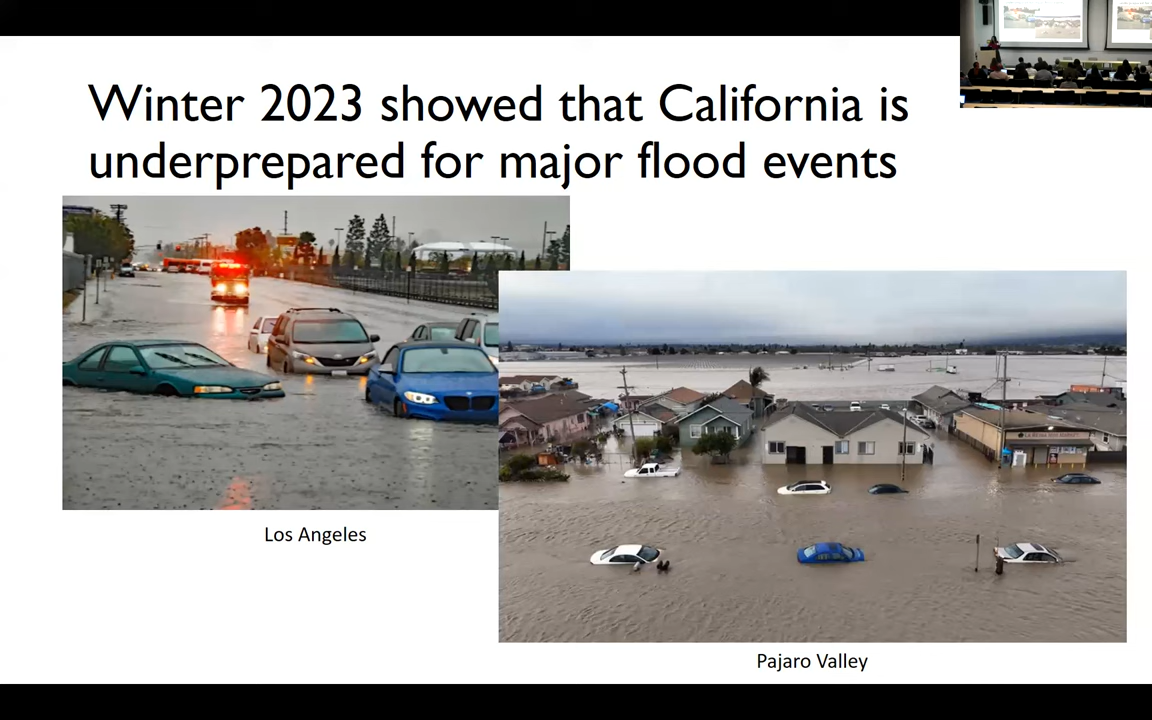 Winter 2023 showed that California is
underprepared for major flood events
Los Angeles
Pajaro Valley